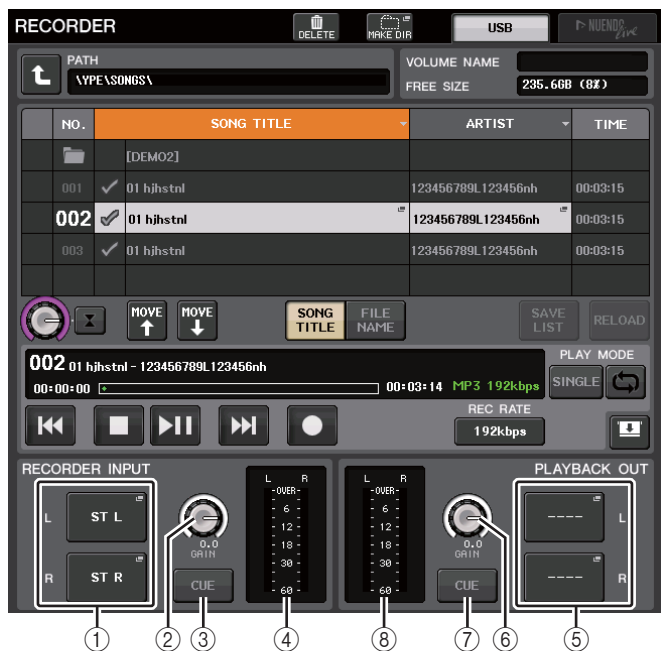 RECORDER DELETE MAKE DIR USB NUENDO Live
PATH VOLUME NAME
\YPE\SONGS\ FREE SIZE 235.6GB (8%)
NO. SONG TITLE ARTIST TIME
[DEMO2]
001 01 hjhstnl 123456789L123456nh 00:03:15
002 01 hjhstnl 123456789L123456nh 00:03:15
003 01 hjhstnl 123456789L123456nh 00:03:15
MOVE MOVE SONG TITLE FILE NAME SAVE LIST RELOAD
002 01 hjhstnl - 123456789L123456nh PLAY MODE
00:00:00 00:03:14 MP3 192kbps SINGLE
REC RATE
192kbps
RECORDER INPUT L R L R PLAYBACK OUT
-OVER- -OVER-
L ST L - 6 - - 6 - ---- L
- 12 - - 12 -
0.0 - 18 - - 18 - 0.0
GAIN - 30 - - 30 - GAIN
R ST R CUE - 60 - - 60 - CUE ---- R
① ② ③ ④ ⑧ ⑦ ⑥ ⑤